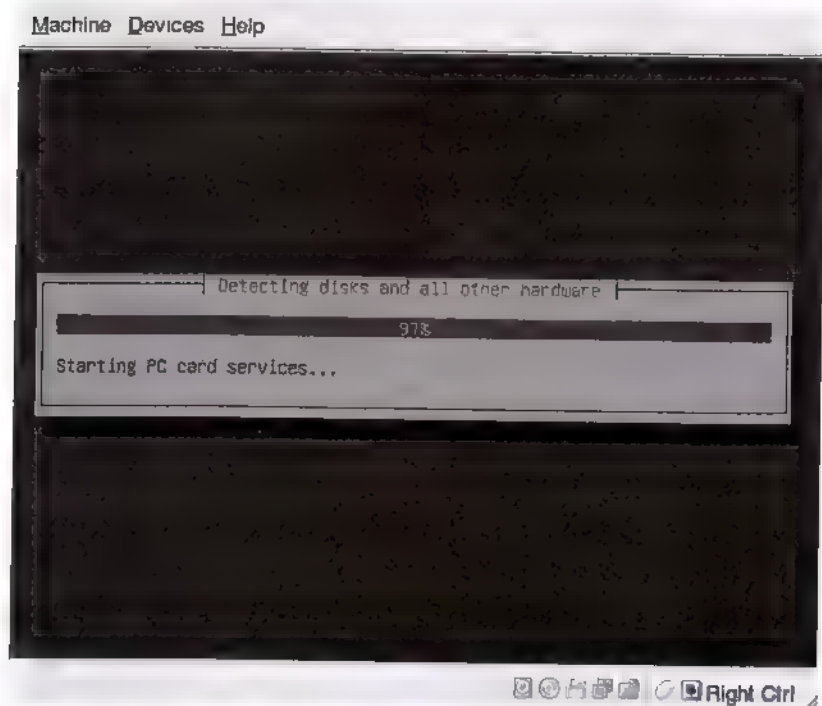 Machine Devices Help
Detecting disks and all other hardware
97%
Starting PC card services...
Right Ctrl